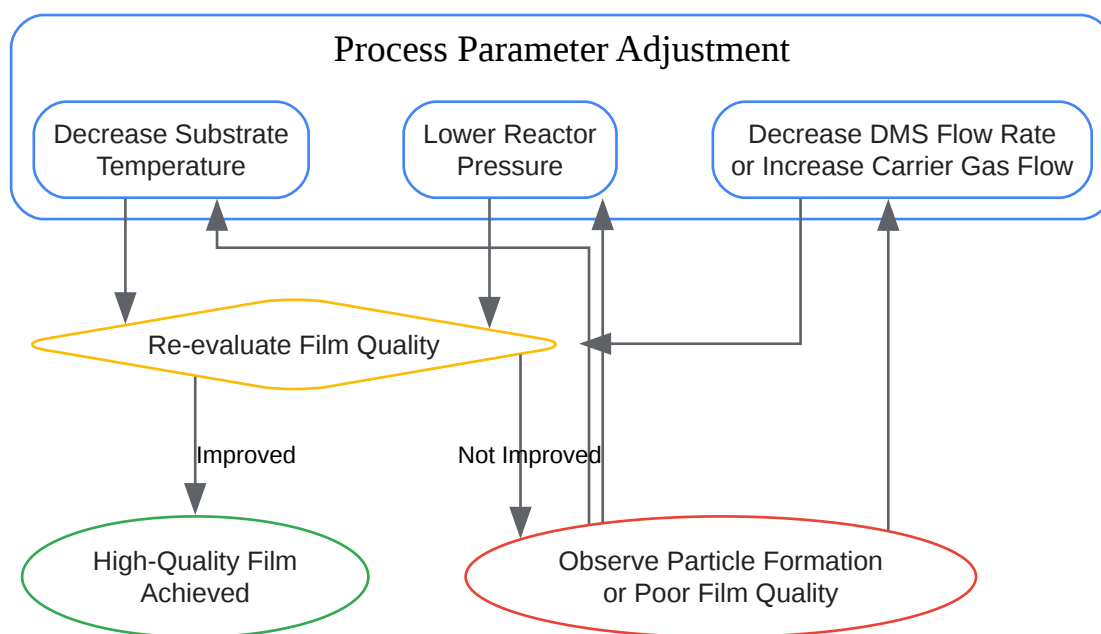 Process Parameter Adjustment
Decrease Substrate
Temperature
Lower Reactor
Pressure
Decrease DMS Flow Rate
or Increase Carrier Gas Flow
Re-evaluate Film Quality
Improved
Not Improved
High-Quality Film
Achieved
Observe Particle Formation
or Poor Film Quality